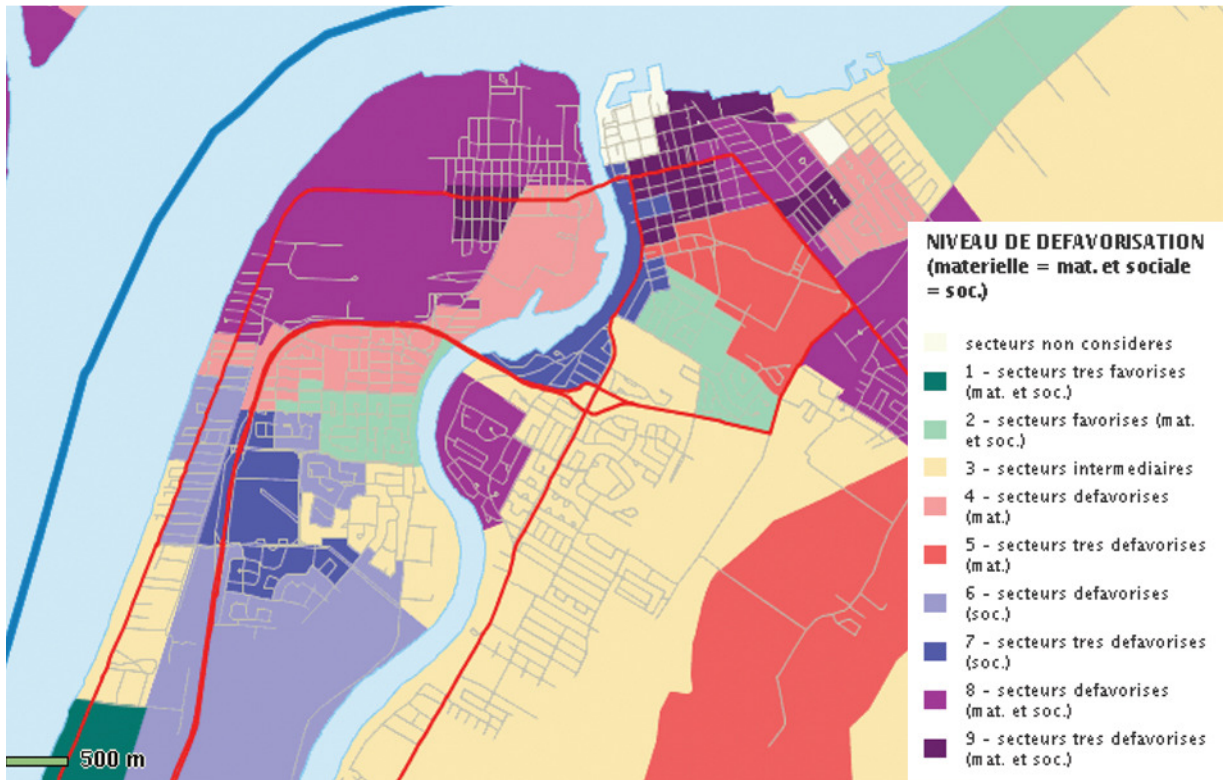 NIVEAU DE DEFAVORISATION
(materielle = mat. et sociale
= soc.)
secteurs non consideres
1 - secteurs tres favorises
(mat. et soc.)
2 - secteurs favorises (mat.
et soc.)
3 - secteurs intermediaires
4 - secteurs defavorises
(mat.)
5 - secteurs tres defavorises
(mat.)
6 - secteurs defavorises
(soc.)
7 - secteurs tres defavorises
(soc.)
8 - secteurs defavorises
(mat. et soc.)
9 - secteurs tres defavorises
(mat. et soc.)
500 m